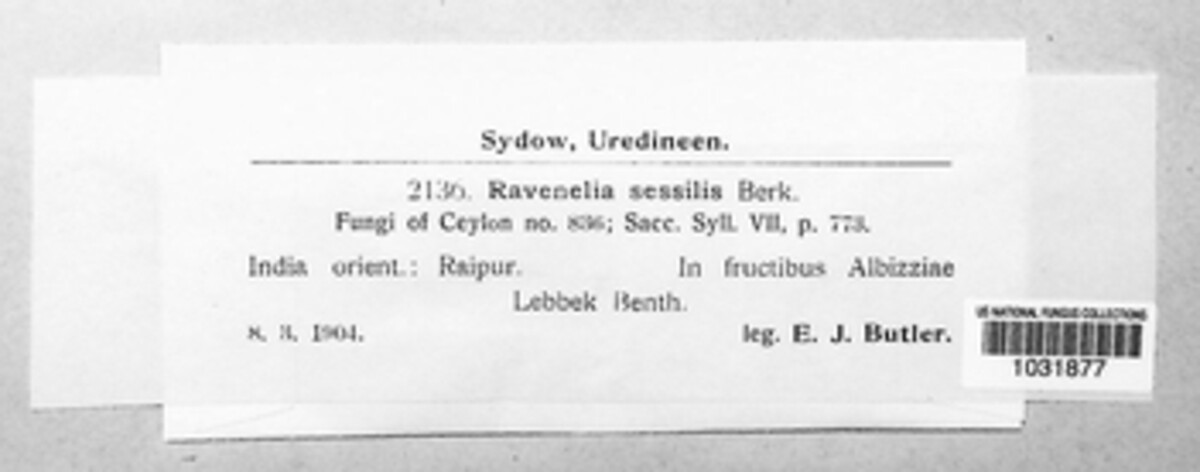 Sydow, Uredineen.
2136. Ravenelia sessilis Berk.
Fungi of Ceylon no. 836; Sacc. Syll. VII, p. 773.
India orient.: Raipur. In fructibus Albizziae
Lebbek Benth.
8. 3. 1904. leg. E. J. Butler.
US NATIONAL FUNGUS COLLECTIONS
1031877